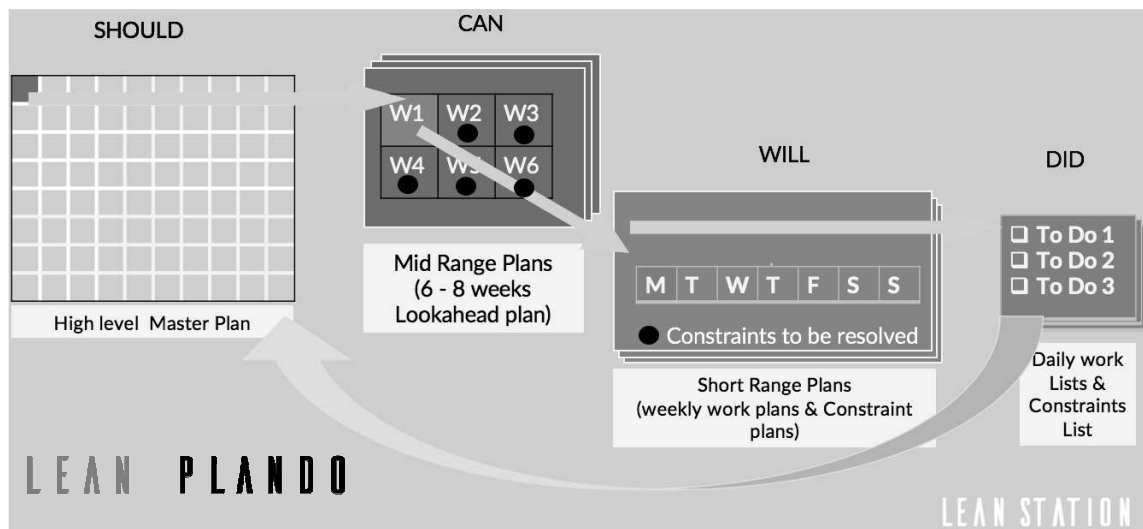 SHOULD
CAN
WILL
DID
W1 W2 W3
W4 W5 W6
High level Master Plan
Mid Range Plans
(6 - 8 weeks
Lookahead plan)
M T W T F S S
Constraints to be resolved
Short Range Plans
(weekly work plans & Constraint
plans)
To Do 1
To Do 2
To Do 3
Daily work
Lists &
Constraints
List
LEAN PLANDO
LEAN STATION